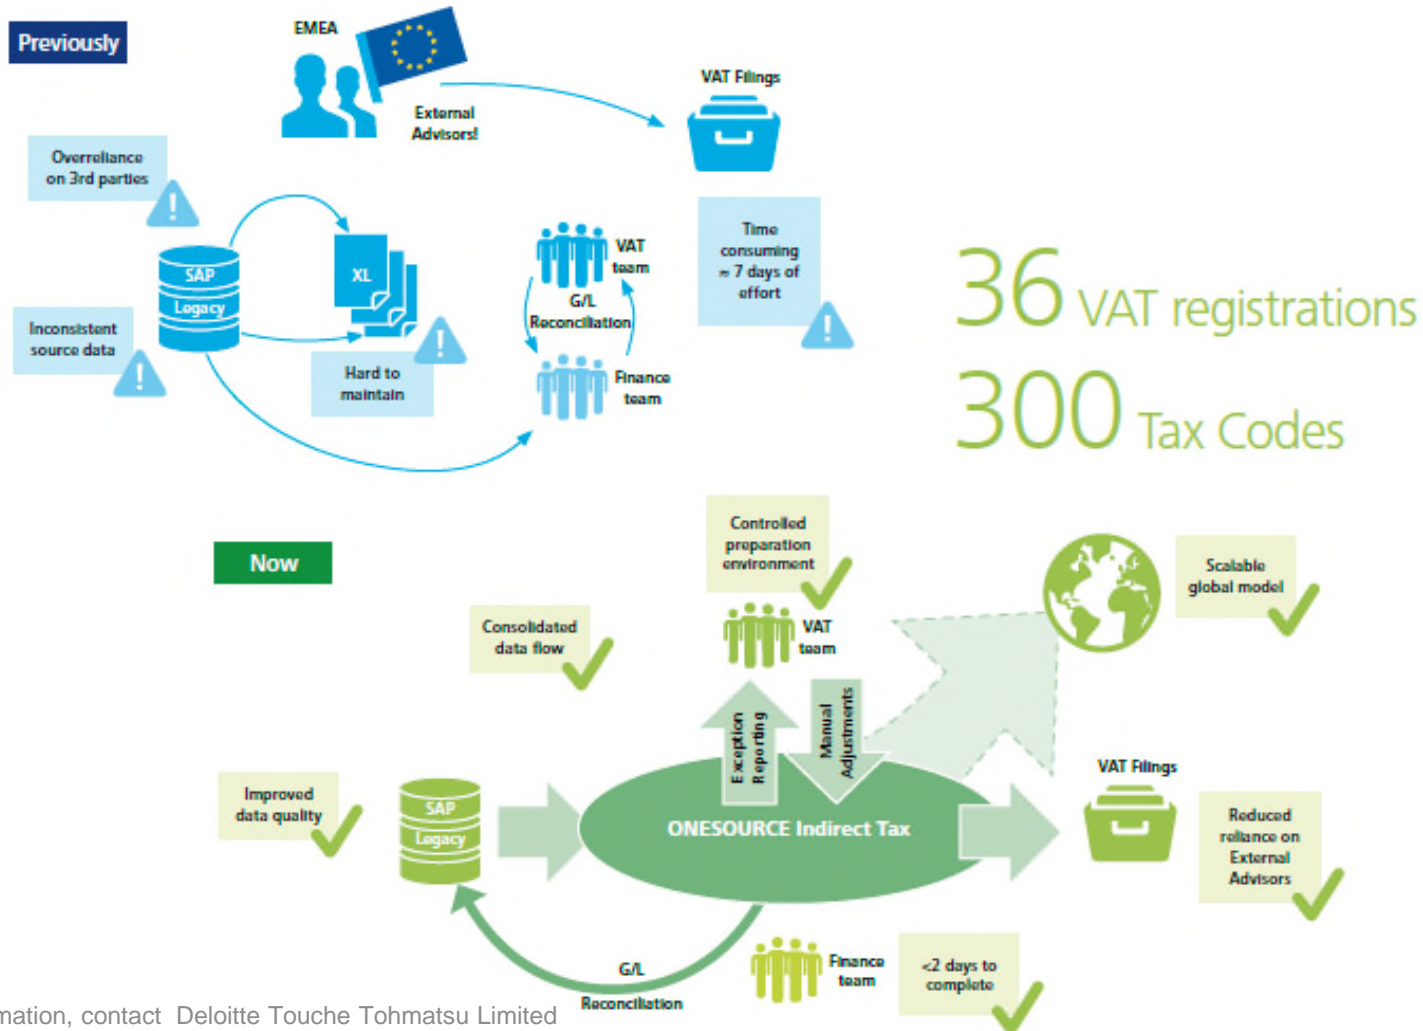 Previously
EMEA
External
Advisors!
VAT Filings
Overreliance
on 3rd parties
SAP
Legacy
XL
Inconsistent
source data
Hard to
maintain
VAT
team
G/L
Reconciliation
Finance
team
Time
consuming
≈ 7 days of
effort
36 VAT registrations
300 Tax Codes
Now
Controlled
preparation
environment
VAT
team
Scalable
global model
Consolidated
data flow
Exception
Reporting
Manual
Adjustments
Improved
data quality
SAP
Legacy
ONESOURCE Indirect Tax
VAT Filings
Reduced
reliance on
External
Advisors
G/L
Reconciliation
Finance
team
<2 days to
complete
mation, contact  Deloitte Touche Tohmatsu Limited